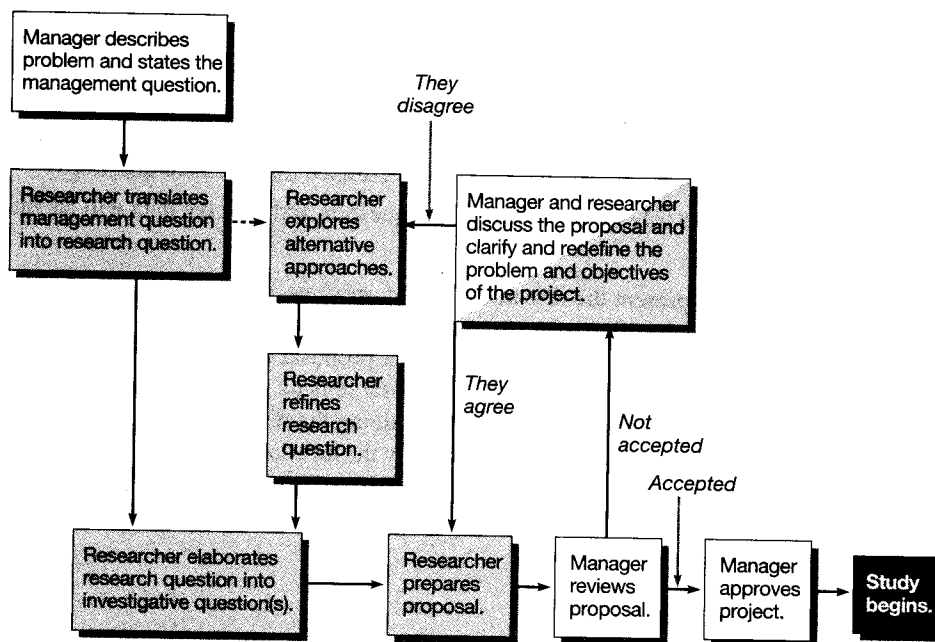 Manager describes
problem and states the
management question.
They
disagree
Researcher translates
management question
into research question.
Researcher
explores
alternative
approaches.
Manager and researcher
discuss the proposal and
clarify and redefine the
problem and objectives
of the project.
Researcher
refines
research
question.
They
agree
Not
accepted
Accepted
Researcher elaborates
research question into
investigative question(s).
Researcher
prepares
proposal.
Manager
reviews
proposal.
Manager
approves
project.
Study
begins.